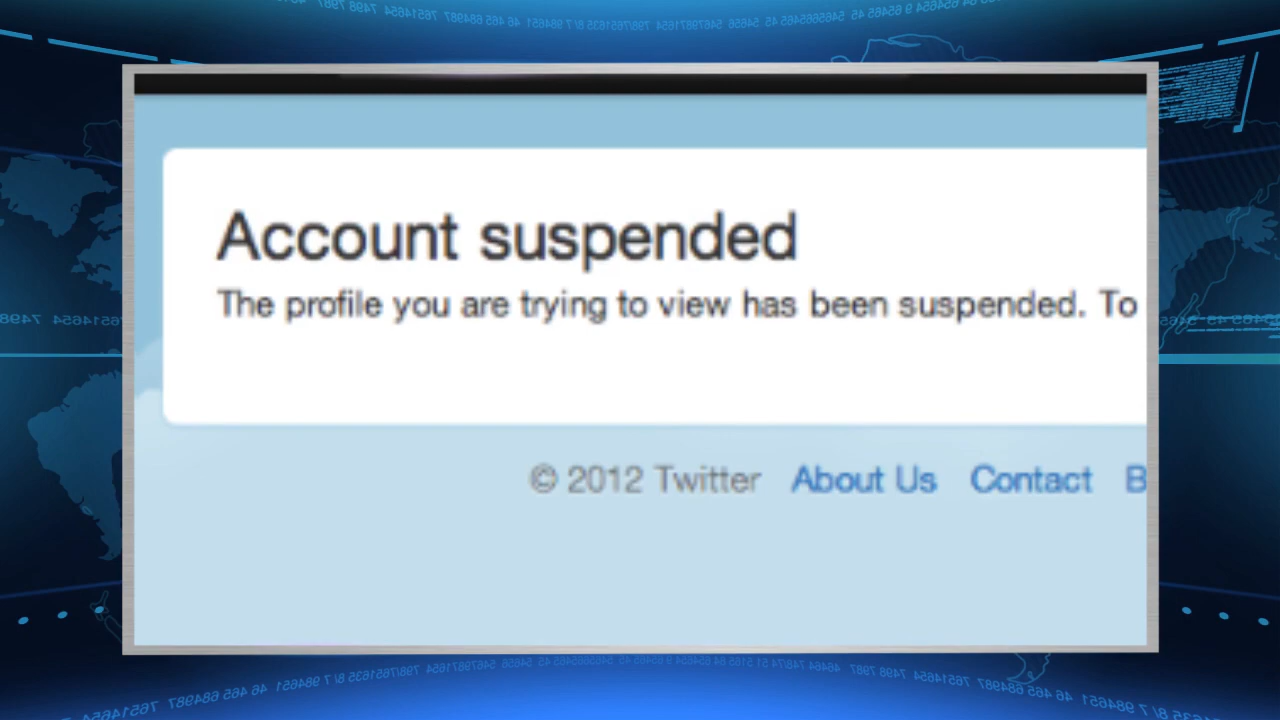 Account suspended
The profile you are trying to view has been suspended. To
© 2012 Twitter About Us Contact B